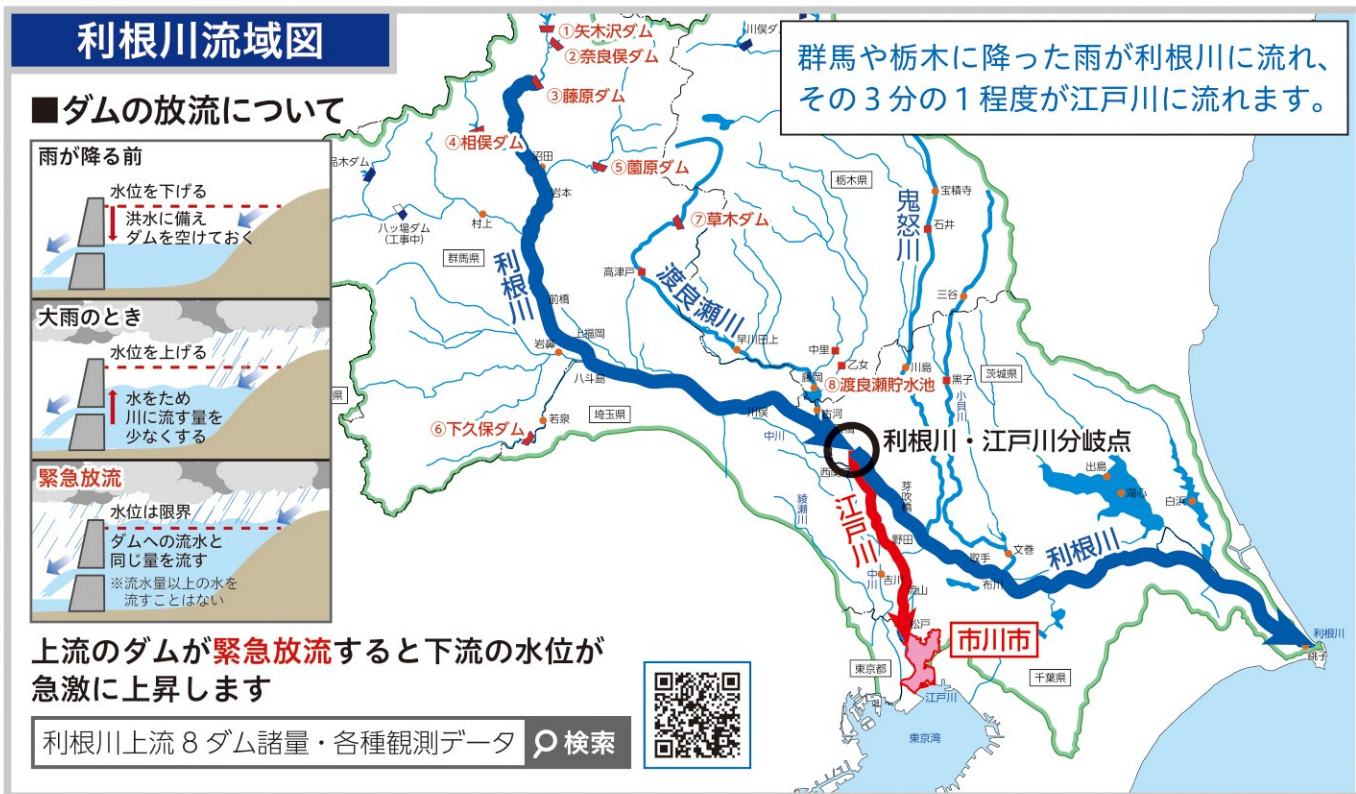 利根川流域図
■ダムの放流について
雨が降る前
水位を下げる
洪水に備え
ダムを空けておく
大雨のとき
水位を上げる
水をため
川に流す量を
少なくする
緊急放流
水位は限界
ダムへの流水と
同じ量を流す
※流水量以上の水を
流すことはない
上流のダムが緊急放流すると下流の水位が
急激に上昇します
利根川上流8ダム諸量・各種観測データ
検索
群馬や栃木に降った雨が利根川に流れ、
その3分の1程度が江戸川に流れます。
①矢木沢ダム
②奈良俣ダム
③藤原ダム
④相俣ダム
沼田
⑤薗原ダム
岩本
村上
八ッ場ダム
(工事中)
群馬県
利根川
前橋
上福岡
岩鼻
八斗島
若泉
⑥下久保ダム
埼玉県
⑦草木ダム
高津戸
渡良瀬川
早川田上
中里
乙女
藤岡
⑧渡良瀬貯水池
古河
川俣
中川
栃木県
鬼怒川
宝積寺
石井
三谷
川島
黒子
小貝川
茨城県
利根川・江戸川分岐点
芽吹橋
綾瀬川
江戸川
野田
中川
吉川
松戸
取手
布川
文巻
出島
湖心
白浜
利根川
利根川
銚子
市川市
東京都
千葉県
江戸川
東京湾